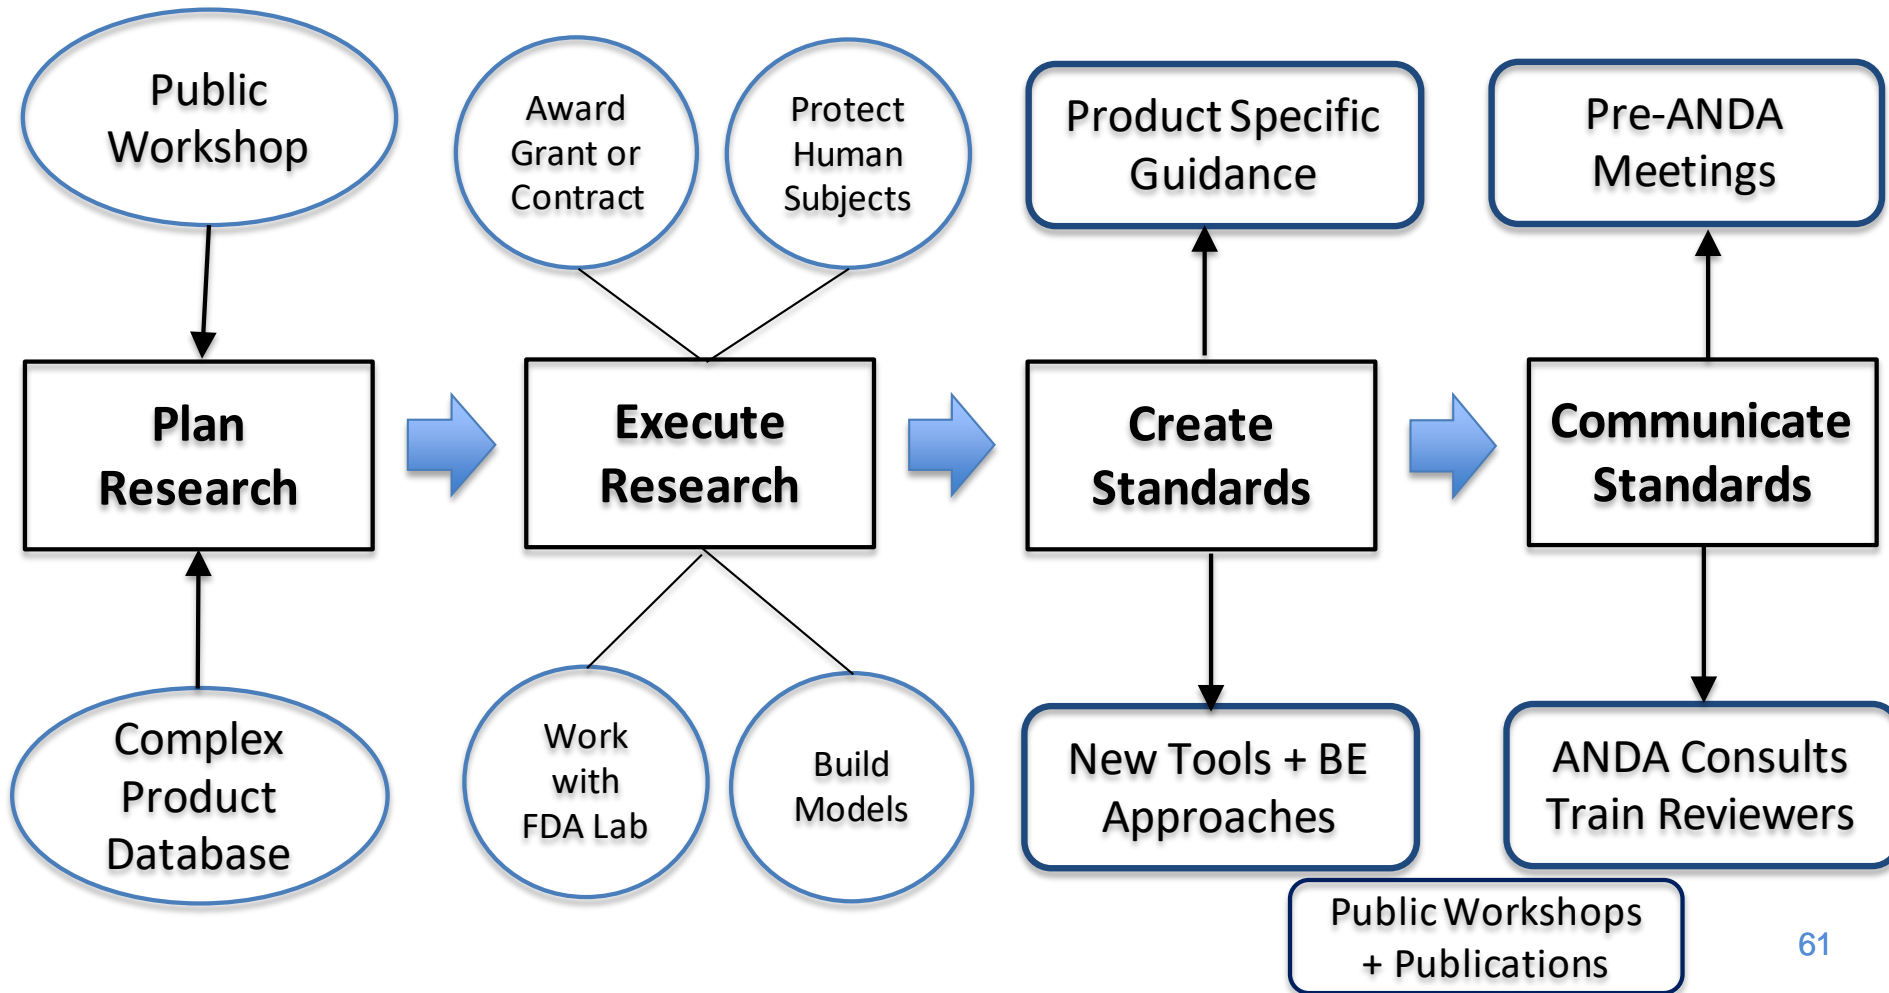 Public
Workshop
Award
Grant or
Contract
Protect
Human
Subjects
Product Specific
Guidance
Pre-ANDA
Meetings
Plan
Research
Execute
Research
Create
Standards
Communicate
Standards
Complex
Product
Database
Work
with
FDA Lab
Build
Models
New Tools + BE
Approaches
ANDA Consults
Train Reviewers
Public Workshops
+ Publications
61